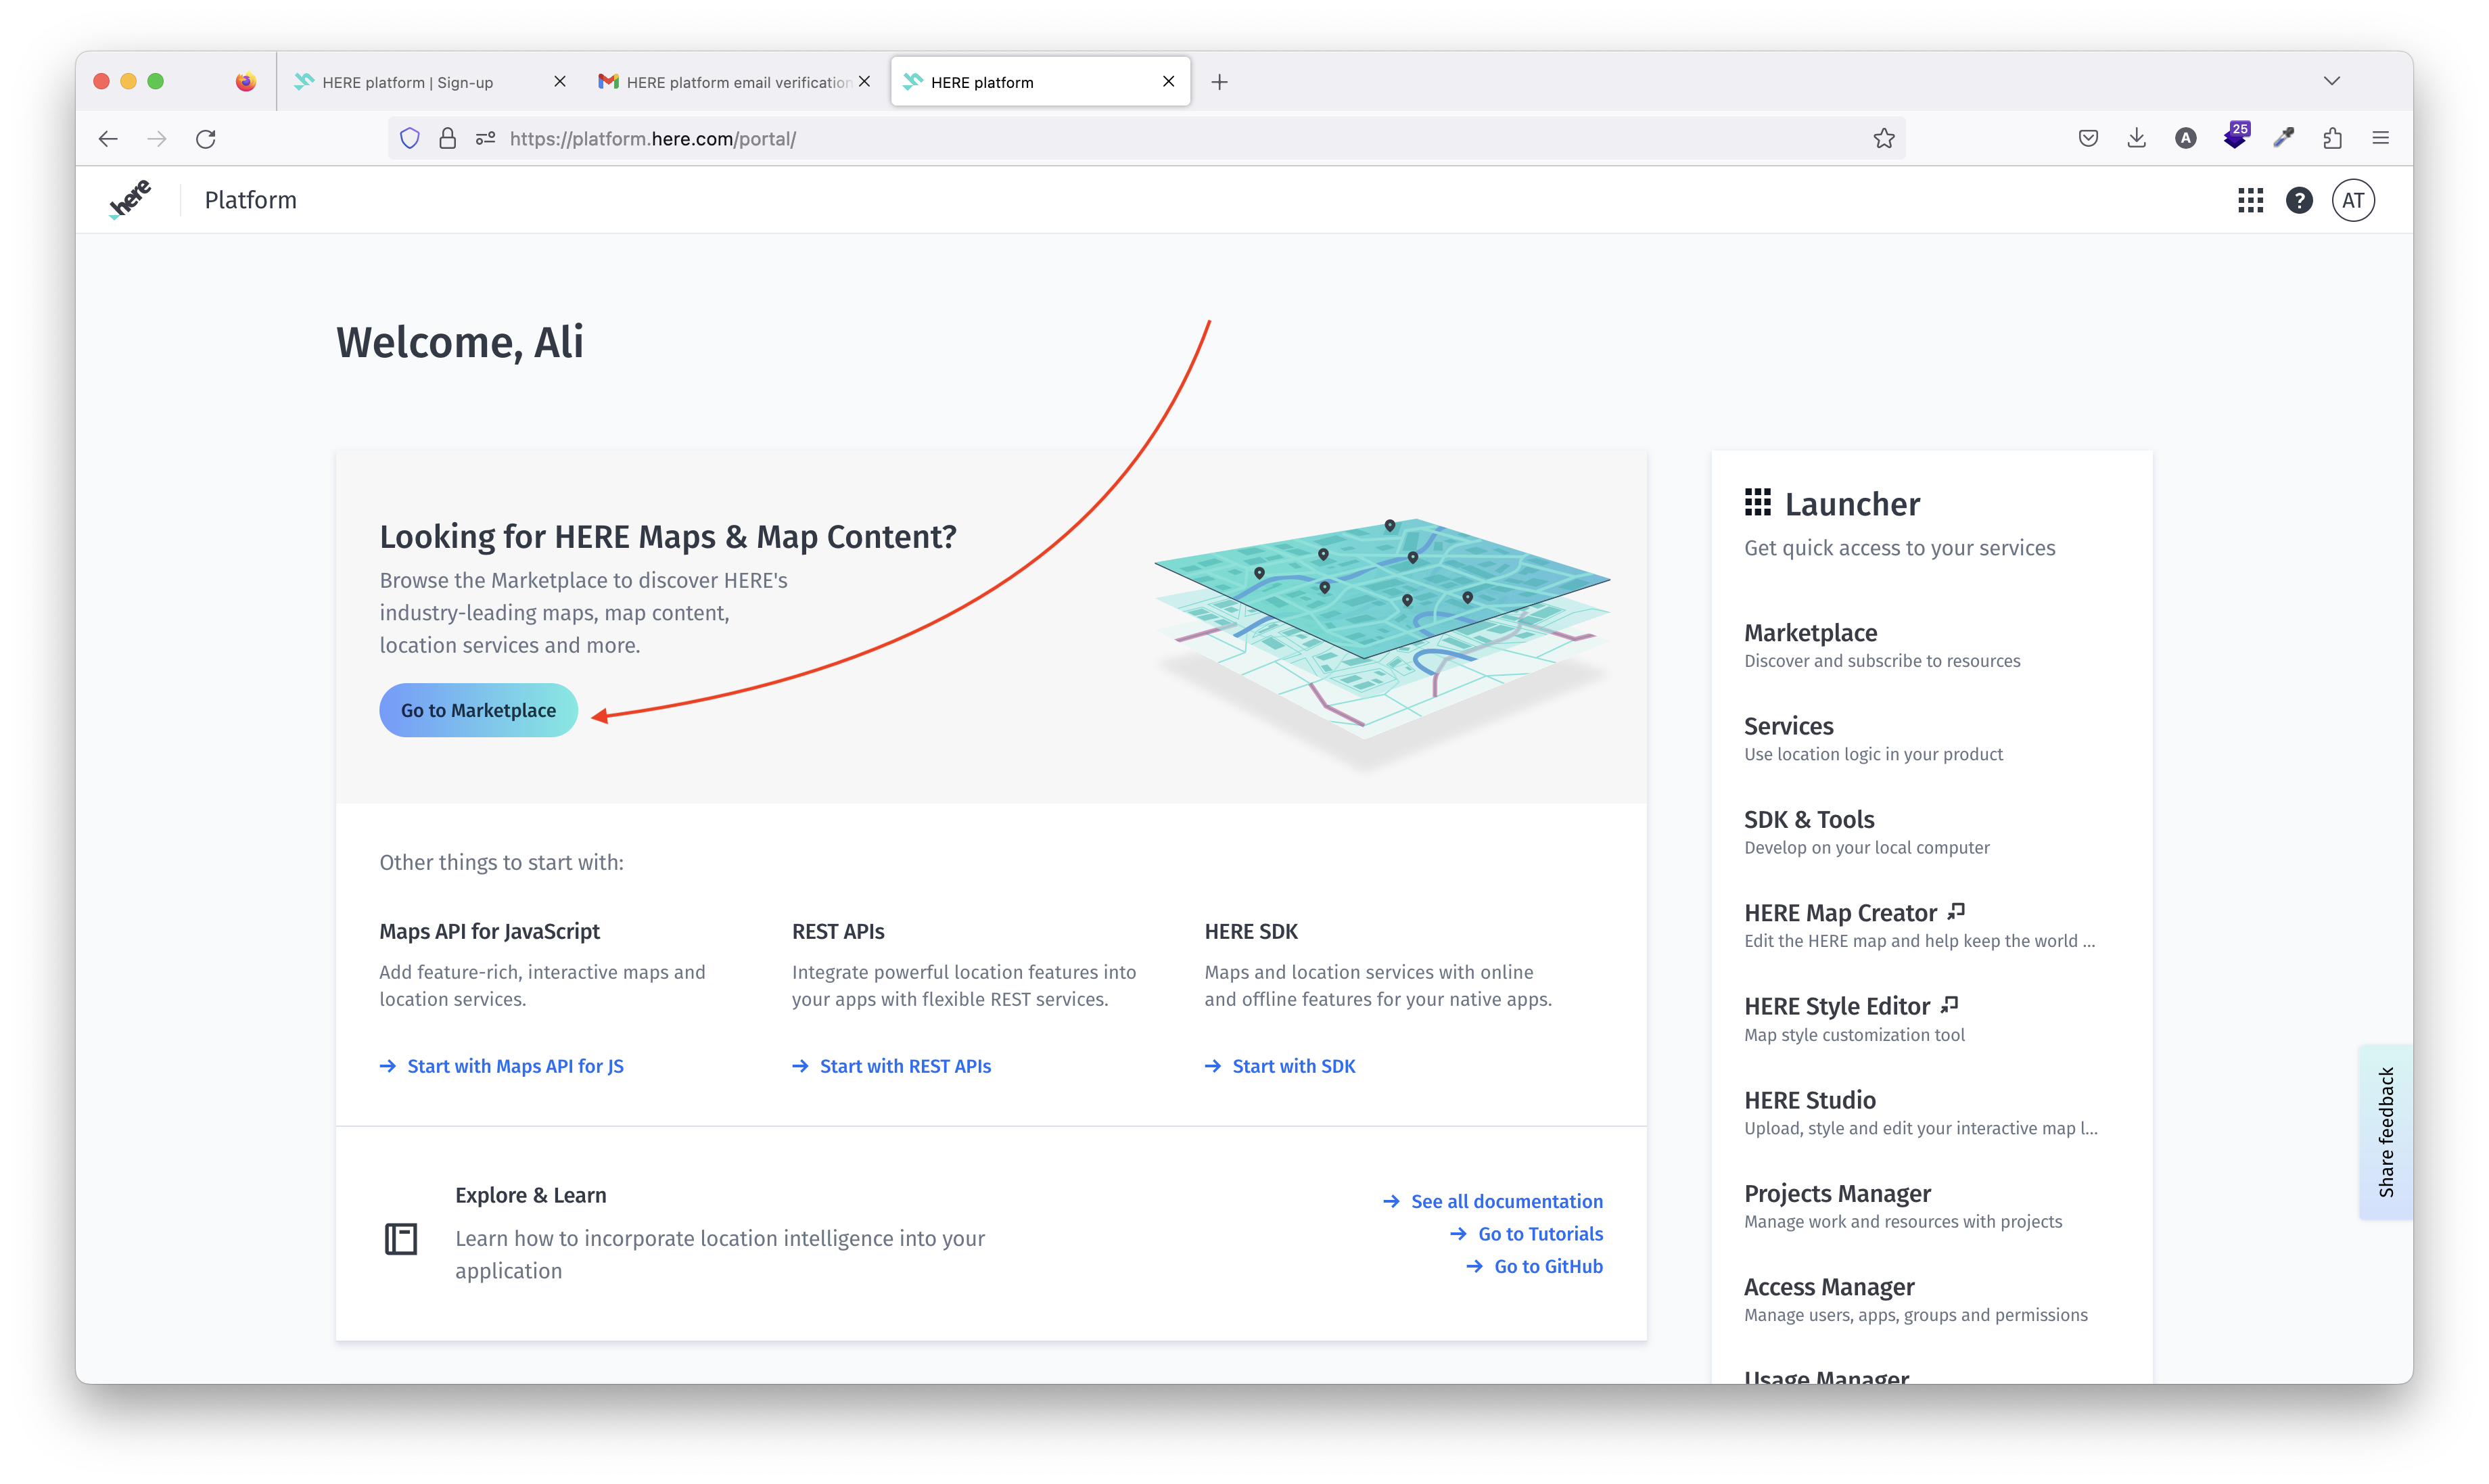 HERE platform | Sign-up
HERE platform email verification
HERE platform
https://platform.here.com/portal/
A
25
here
Platform
?
AT
Welcome, Ali
Looking for HERE Maps & Map Content?
Browse the Marketplace to discover HERE's
industry-leading maps, map content,
location services and more.
Go to Marketplace
Other things to start with:
Maps API for JavaScript
Add feature-rich, interactive maps and
location services.
Start with Maps API for JS
REST APIs
Integrate powerful location features into
your apps with flexible REST services.
Start with REST APIs
HERE SDK
Maps and location services with online
and offline features for your native apps.
Start with SDK
Explore & Learn
Learn how to incorporate location intelligence into your
application
See all documentation
Go to Tutorials
Go to GitHub
Launcher
Get quick access to your services
Marketplace
Discover and subscribe to resources
Services
Use location logic in your product
SDK & Tools
Develop on your local computer
HERE Map Creator
Edit the HERE map and help keep the world ...
HERE Style Editor
Map style customization tool
HERE Studio
Upload, style and edit your interactive map l...
Projects Manager
Manage work and resources with projects
Access Manager
Manage users, apps, groups and permissions
Usage Manager
Share feedback